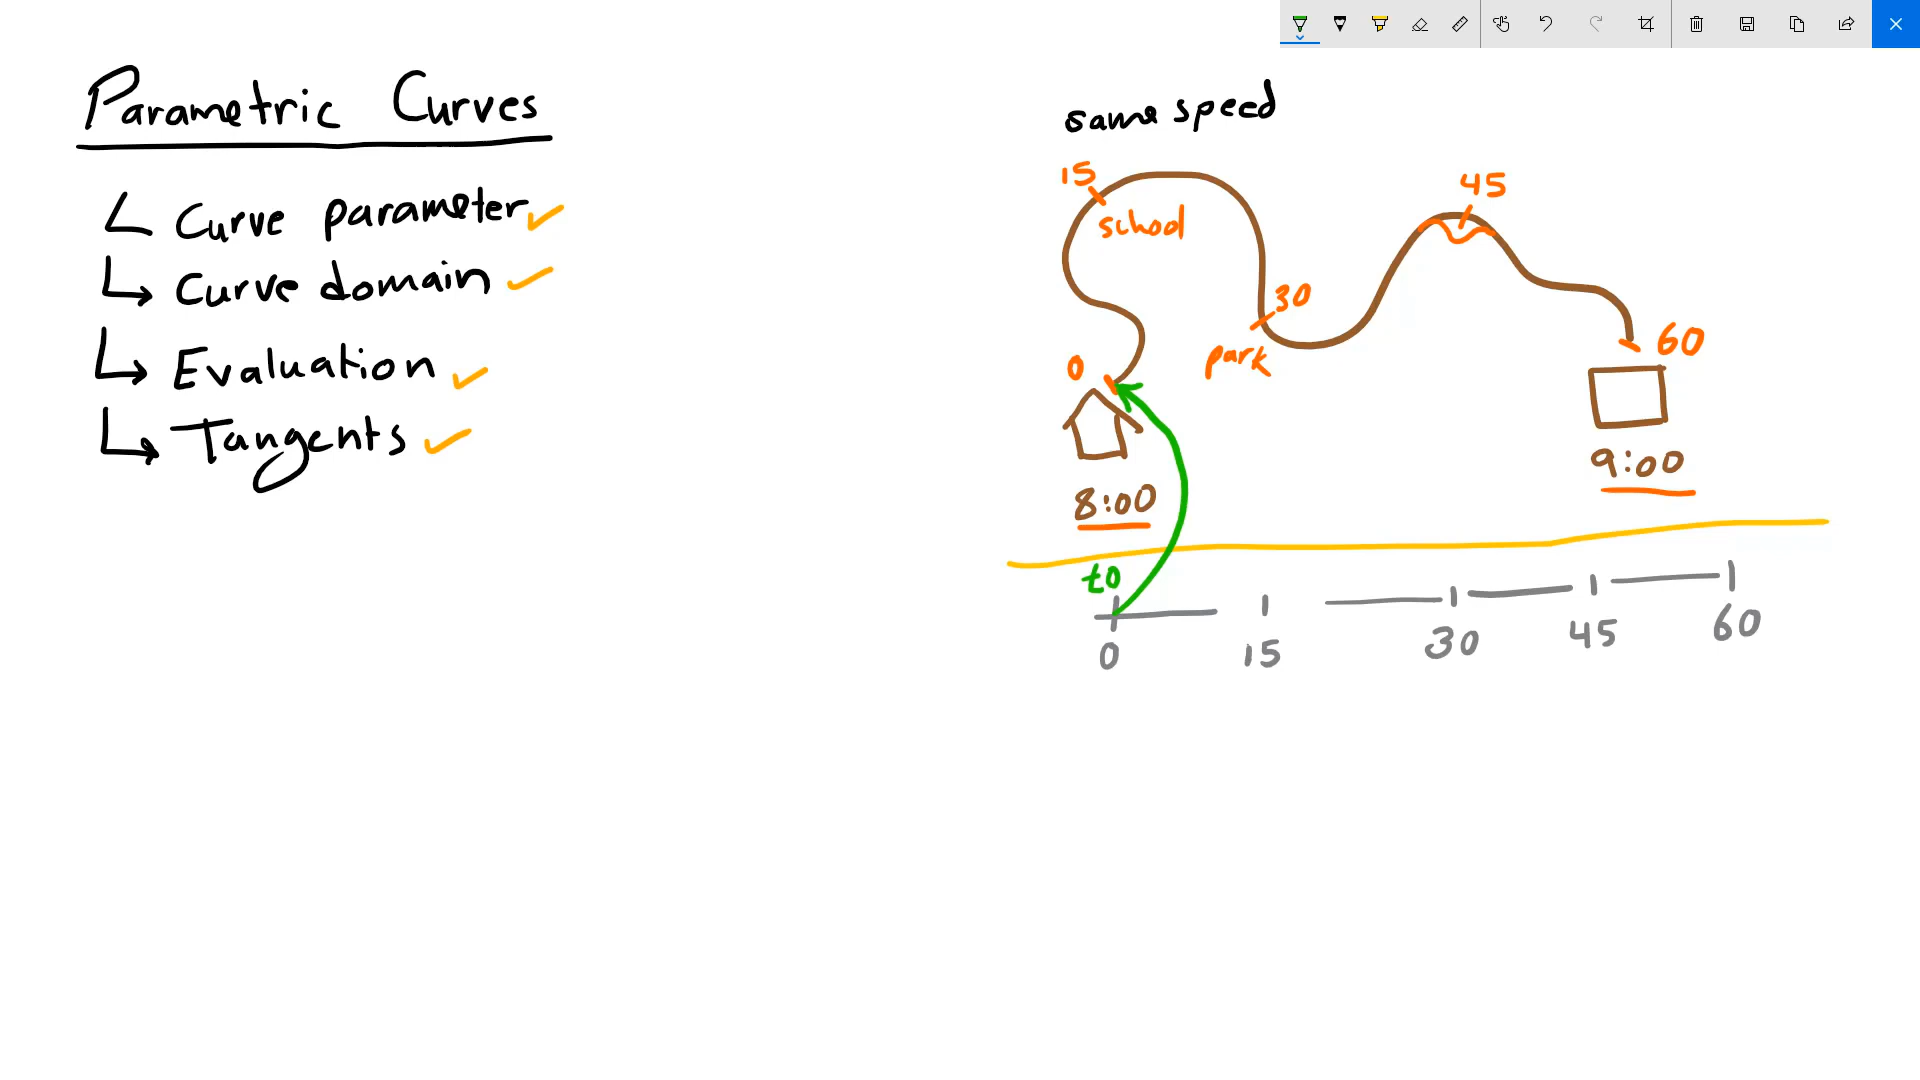 Parametric Curves
Curve parameter
Curve domain
Evaluation
Tangents
same speed
15
school
45
30
park
0
60
8:00
9:00
t0
0
15
30
45
60